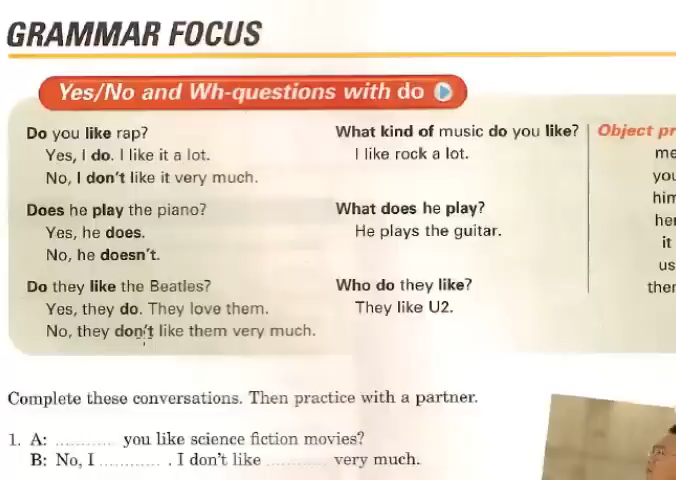 GRAMMAR FOCUS
Yes/No and Wh-questions with do
Do you like rap?
Yes, I do. I like it a lot.
No, I don't like it very much.
Does he play the piano?
Yes, he does.
No, he doesn't.
Do they like the Beatles?
Yes, they do. They love them.
No, they don't like them very much.
What kind of music do you like?
I like rock a lot.
What does he play?
He plays the guitar.
Who do they like?
They like U2.
Object pr
me
you
him
her
it
us
Complete these conversations. Then practice with a partner.
1. A: ............ you like science fiction movies?
B: No, I ............ . I don't like ............ very much.